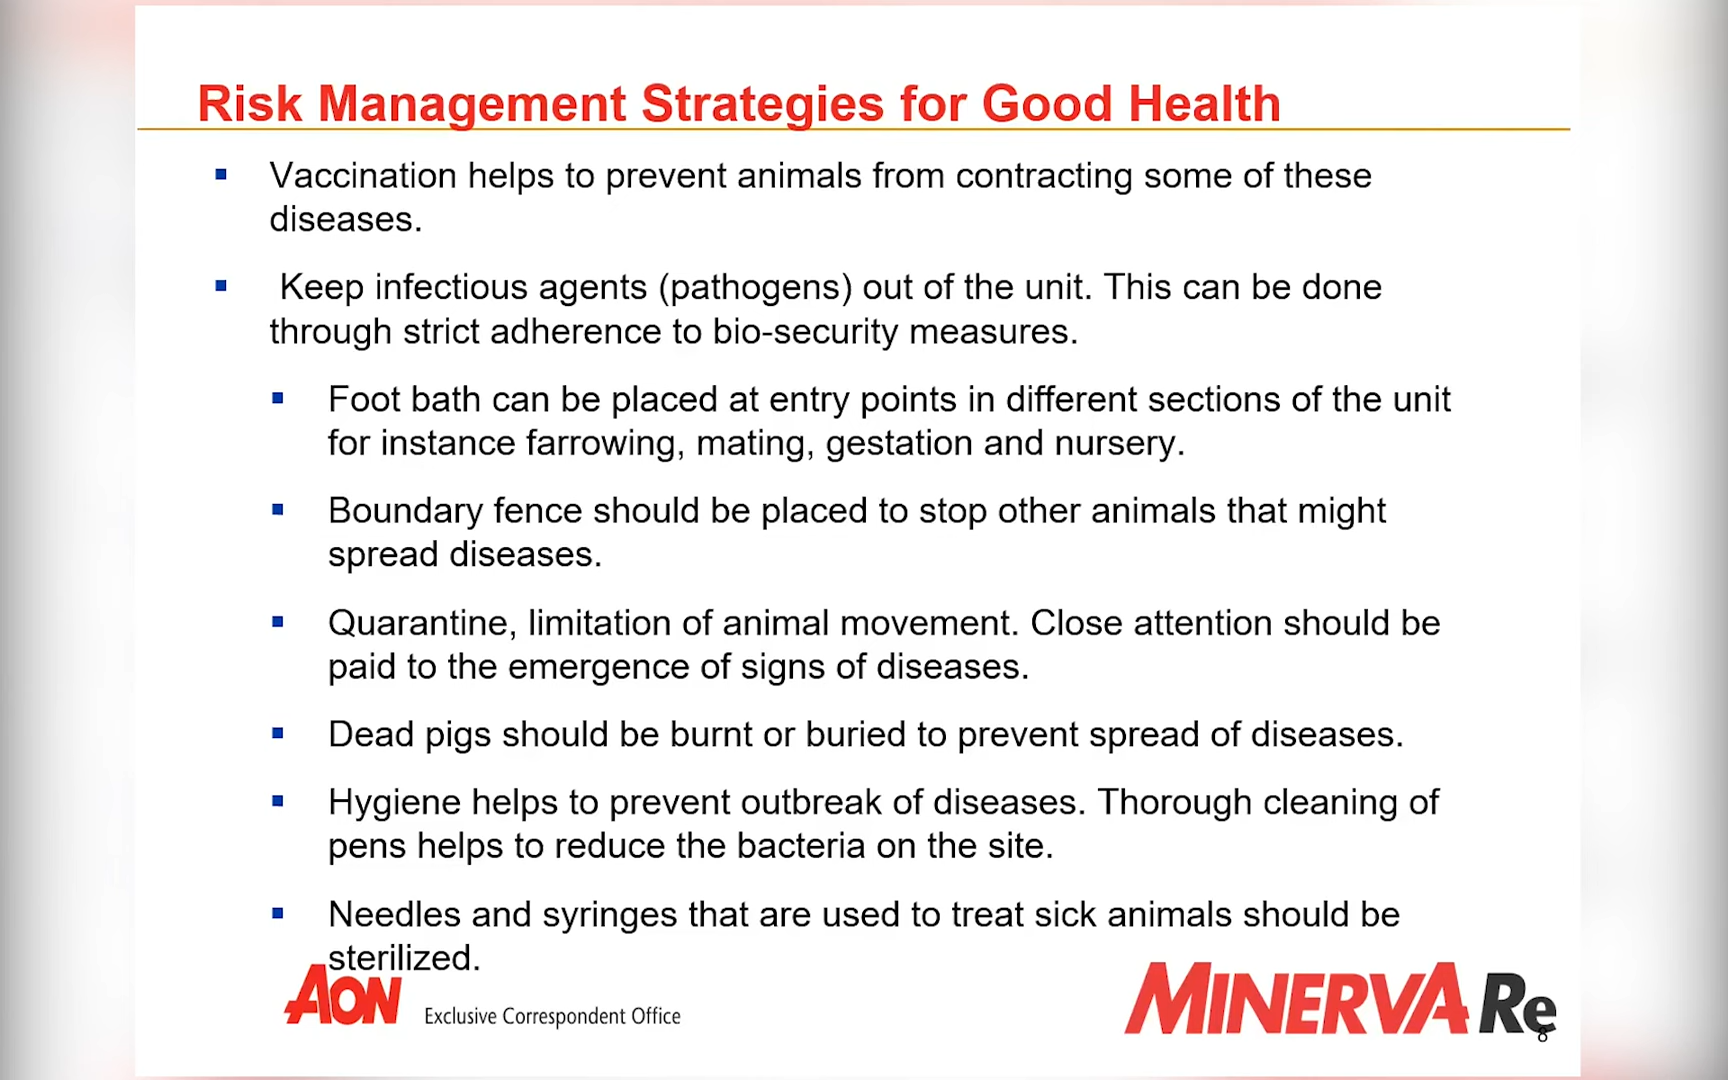 Risk Management Strategies for Good Health
▪ Vaccination helps to prevent animals from contracting some of these
diseases.
▪ Keep infectious agents (pathogens) out of the unit. This can be done
through strict adherence to bio-security measures.
▪ Foot bath can be placed at entry points in different sections of the unit
for instance farrowing, mating, gestation and nursery.
▪ Boundary fence should be placed to stop other animals that might
spread diseases.
▪ Quarantine, limitation of animal movement. Close attention should be
paid to the emergence of signs of diseases.
▪ Dead pigs should be burnt or buried to prevent spread of diseases.
▪ Hygiene helps to prevent outbreak of diseases. Thorough cleaning of
pens helps to reduce the bacteria on the site.
▪ Needles and syringes that are used to treat sick animals should be
sterilized.
AON Exclusive Correspondent Office
MINERVA Re
8